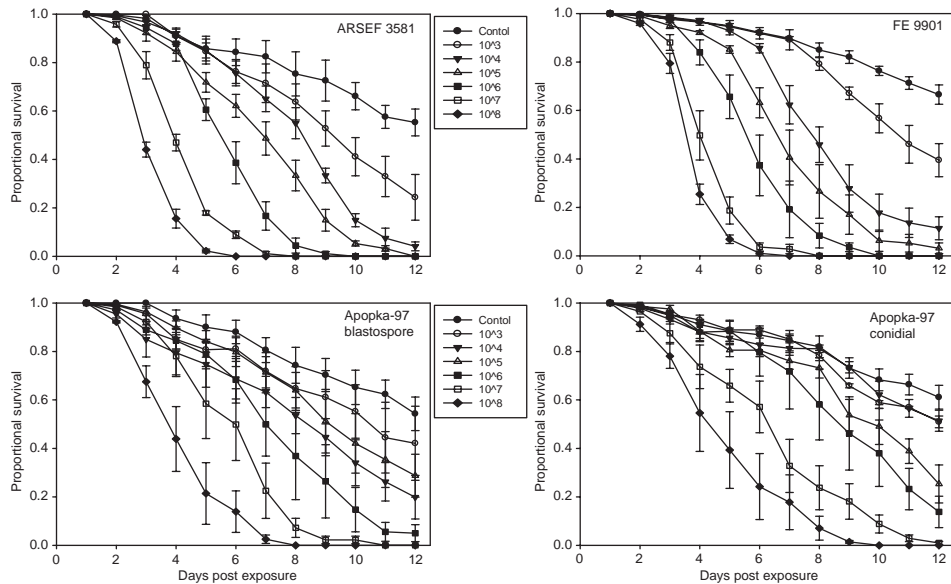 ARSEF 3581
Proportional survival
1.0
0.8
0.6
0.4
0.2
0.0
0 2 4 6 8 10 12
Contol
10^3
10^4
10^5
10^6
10^7
10^8
FE 9901
Proportional survival
1.0
0.8
0.6
0.4
0.2
0.0
0 2 4 6 8 10 12
Apopka-97
blastospore
Proportional survival
1.0
0.8
0.6
0.4
0.2
0.0
0 2 4 6 8 10 12
Days post exposure
Contol
10^3
10^4
10^5
10^6
10^7
10^8
Apopka-97
conidial
Proportional survival
1.0
0.8
0.6
0.4
0.2
0.0
0 2 4 6 8 10 12
Days post exposure